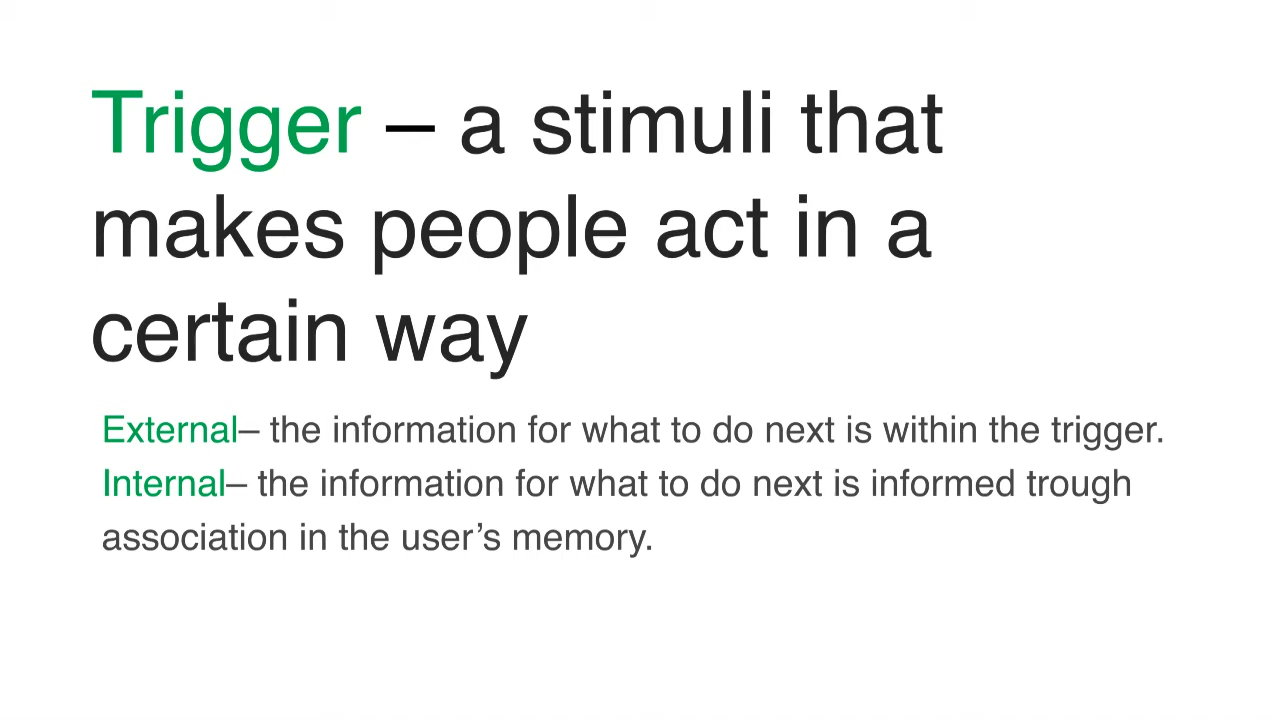 Trigger – a stimuli that
makes people act in a
certain way
External– the information for what to do next is within the trigger.
Internal– the information for what to do next is informed trough
association in the user’s memory.